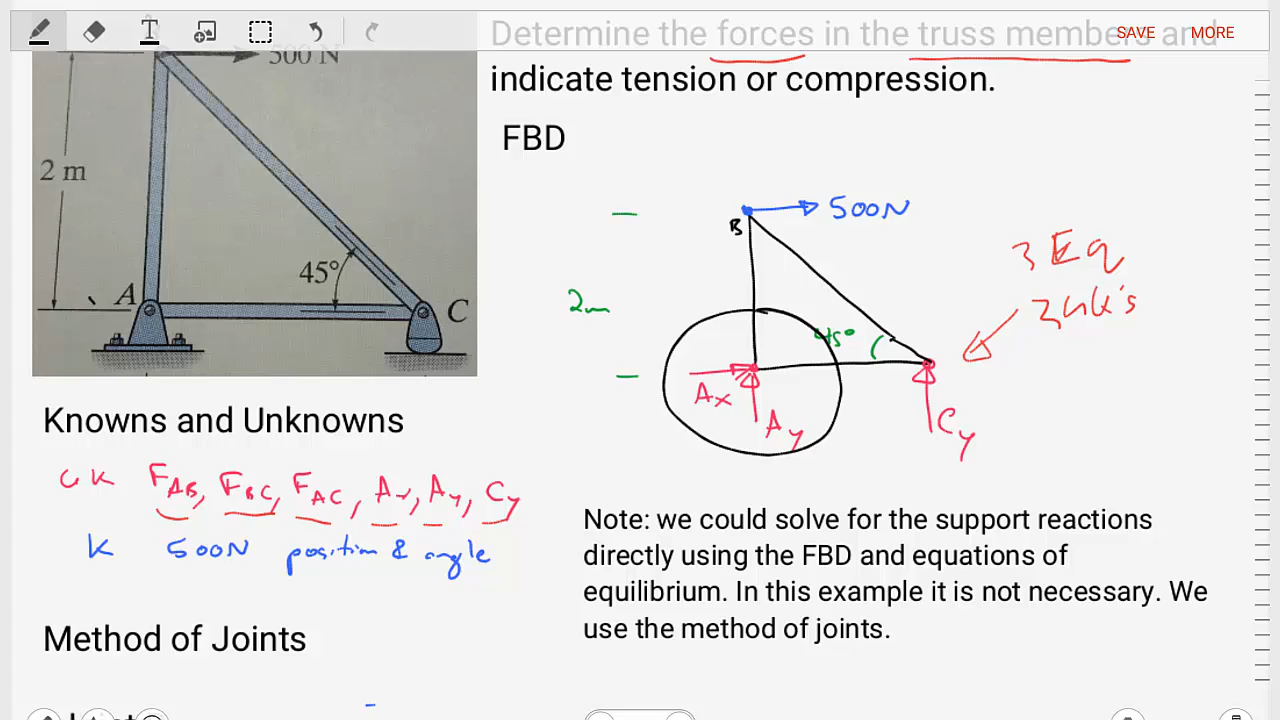 T
SAVE MORE
Determine the forces in the truss members and
indicate tension or compression.
500 N
2 m
45°
A
C
FBD
B
500N
2m
45°
Ax
Ay
Cy
3 Eq
3 uk's
Knowns and Unknowns
uk FAB, FBC, FAC, Ax, Ay, Cy
k 500N position & angle
Note: we could solve for the support reactions
directly using the FBD and equations of
equilibrium. In this example it is not necessary. We
use the method of joints.
Method of Joints